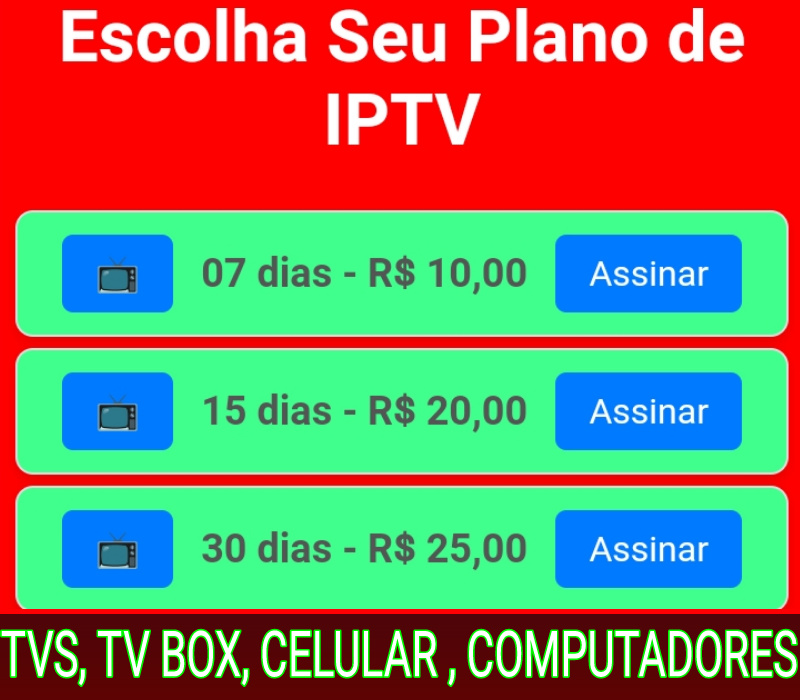 Escolha Seu Plano de
IPTV
07 dias - R$ 10,00 Assinar
15 dias - R$ 20,00 Assinar
30 dias - R$ 25,00 Assinar
TVS, TV BOX, CELULAR , COMPUTADORES